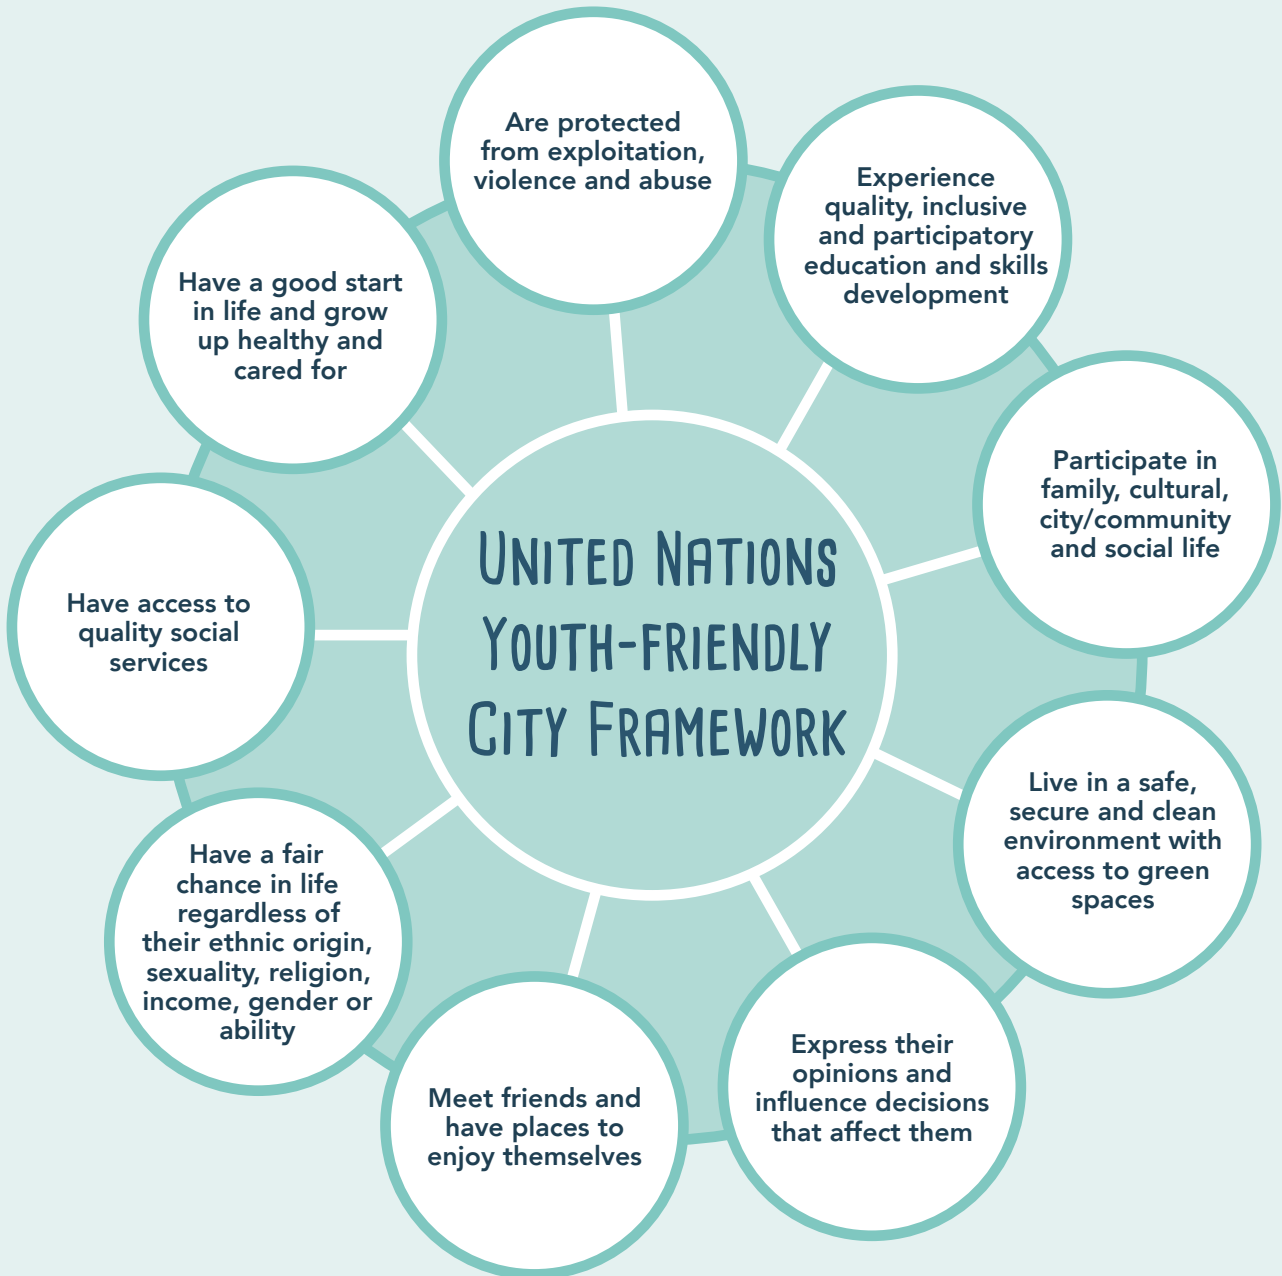 Are protected
from exploitation,
violence and abuse
Experience
quality, inclusive
and participatory
education and skills
development
Participate in
family, cultural,
city/community
and social life
Live in a safe,
secure and clean
environment with
access to green
spaces
Express their
opinions and
influence decisions
that affect them
Meet friends and
have places to
enjoy themselves
Have a fair
chance in life
regardless of
their ethnic origin,
sexuality, religion,
income, gender or
ability
Have access to
quality social
services
Have a good start
in life and grow
up healthy and
cared for
United Nations
Youth-friendly
City Framework